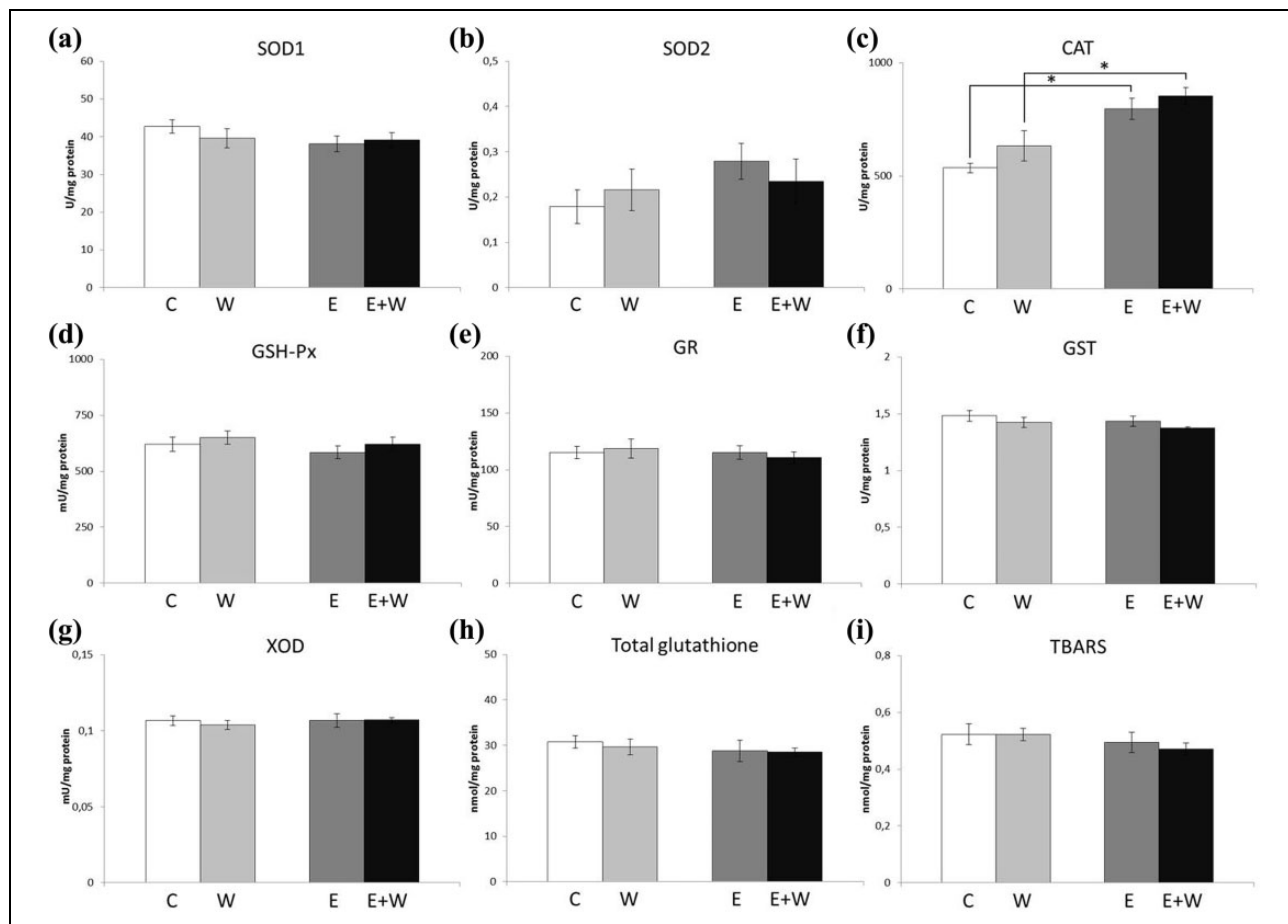 (a)
SOD1
60
50
40
30
20
10
0
U/mg protein
C W E E+W
(b)
SOD2
0,5
0,4
0,3
0,2
0,1
0
U/mg protein
C W E E+W
(c)
CAT
1000
500
0
U/mg protein
*
*
C W E E+W
(d)
GSH-Px
1000
750
500
250
0
mU/mg protein
C W E E+W
(e)
GR
200
150
100
50
0
mU/mg protein
C W E E+W
(f)
GST
2
1,5
1
0,5
0
U/mg protein
C W E E+W
(g)
XOD
0,15
0,1
0,05
0
mU/mg protein
C W E E+W
(h)
Total glutathione
50
40
30
20
10
0
nmol/mg protein
C W E E+W
(i)
TBARS
0,8
0,6
0,4
0,2
0
nmol/mg protein
C W E E+W